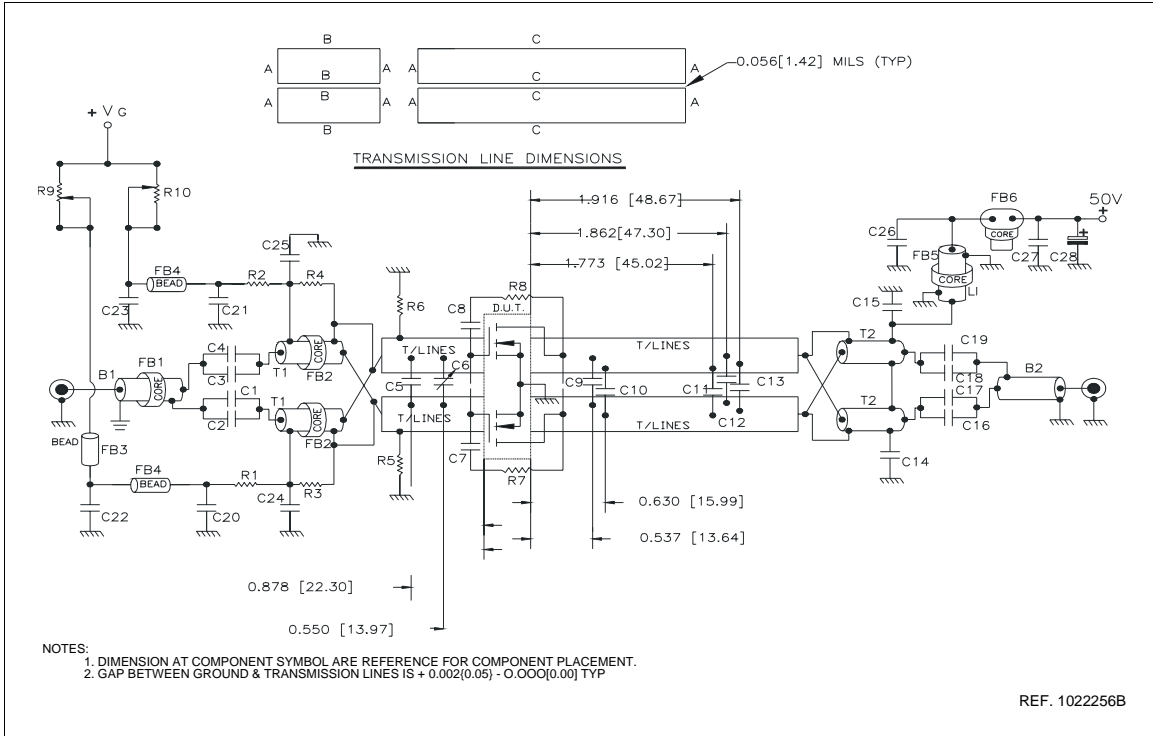 B C
A B A A C A
0.056[1.42] MILS (TYP)
A B A A C A
B C
TRANSMISSION LINE DIMENSIONS
+ V G
R9
R10
1.916 [48.67]
1.862[47.30]
1.773 [45.02]
FB6
CORE
50V
+
+
C26
C27
C28
FB5
CORE
L1
C15
C25
FB4
BEAD
R2
R4
C23
C21
R6
C8
R8
D.U.T.
C4
C3
FB1
CORE
B1
T1
CORE
FB2
T/LINES
T/LINES
T2
C19
C18
B2
C5
C6
C9
C10
C11
C13
C12
C1
C2
T1
CORE
FB2
T/LINES
T/LINES
T2
C17
C16
BEAD
FB3
R5
C7
R7
C14
FB4
BEAD
R1
R3
C22
C20
C24
0.630 [15.99]
0.537 [13.64]
0.878 [22.30]
0.550 [13.97]
NOTES:
1. DIMENSION AT COMPONENT SYMBOL ARE REFERENCE FOR COMPONENT PLACEMENT.
2. GAP BETWEEN GROUND & TRANSMISSION LINES IS + 0.002{0.05} - O.OOO[0.00] TYP
REF. 1022256B